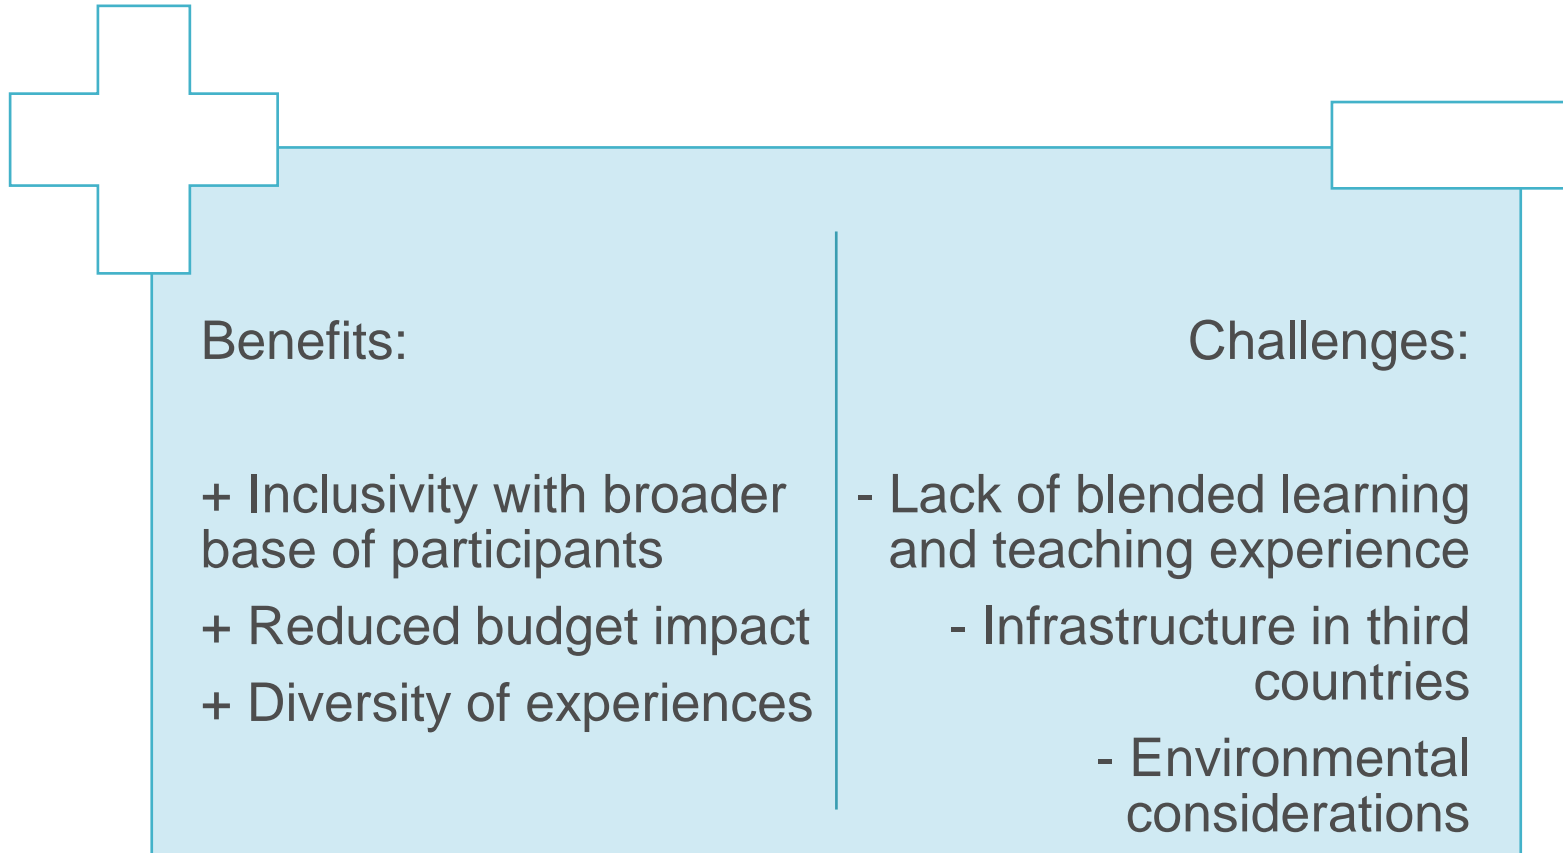 Benefits:
+ Inclusivity with broader
base of participants
+ Reduced budget impact
+ Diversity of experiences
Challenges:
- Lack of blended learning
and teaching experience
- Infrastructure in third
countries
- Environmental
considerations